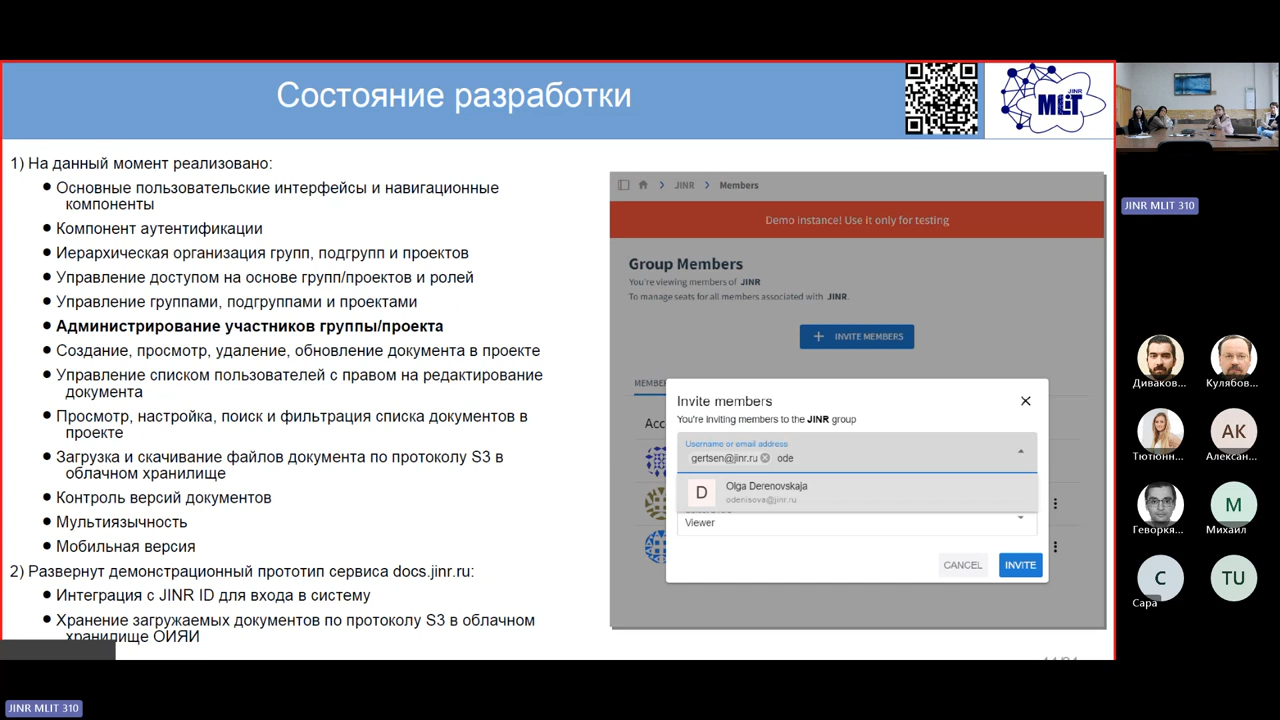 Состояние разработки
JINR
MLiT
1) На данный момент реализовано:
Основные пользовательские интерфейсы и навигационные
компоненты
Компонент аутентификации
Иерархическая организация групп, подгрупп и проектов
Управление доступом на основе групп/проектов и ролей
Управление группами, подгруппами и проектами
Администрирование участников группы/проекта
Создание, просмотр, удаление, обновление документа в проекте
Управление списком пользователей с правом на редактирование
документа
Просмотр, настройка, поиск и фильтрация списка документов в
проекте
Загрузка и скачивание файлов документа по протоколу S3 в
облачном хранилище
Контроль версий документов
Мультиязычность
Мобильная версия
2) Развернут демонстрационный прототип сервиса docs.jinr.ru:
Интеграция с JINR ID для входа в систему
Хранение загружаемых документов по протоколу S3 в облачном
хранилище ОИЯИ
JINR Members
Demo instance! Use it only for testing
Group Members
You're viewing members of JINR
To manage seats for all members associated with JINR.
+ INVITE MEMBERS
MEMBE
Acc
Invite members
You're inviting members to the JINR group
Username or email address
gertsen@jinr.ru ode
D
Olga Derenovskaja
odenisova@jinr.ru
Viewer
CANCEL INVITE
JINR MLIT 310
Диваков...
Кулябов...
Тютюнн...
AK
Алексан...
Геворкя...
M
Михаил
C
Сара
TU
JINR MLIT 310